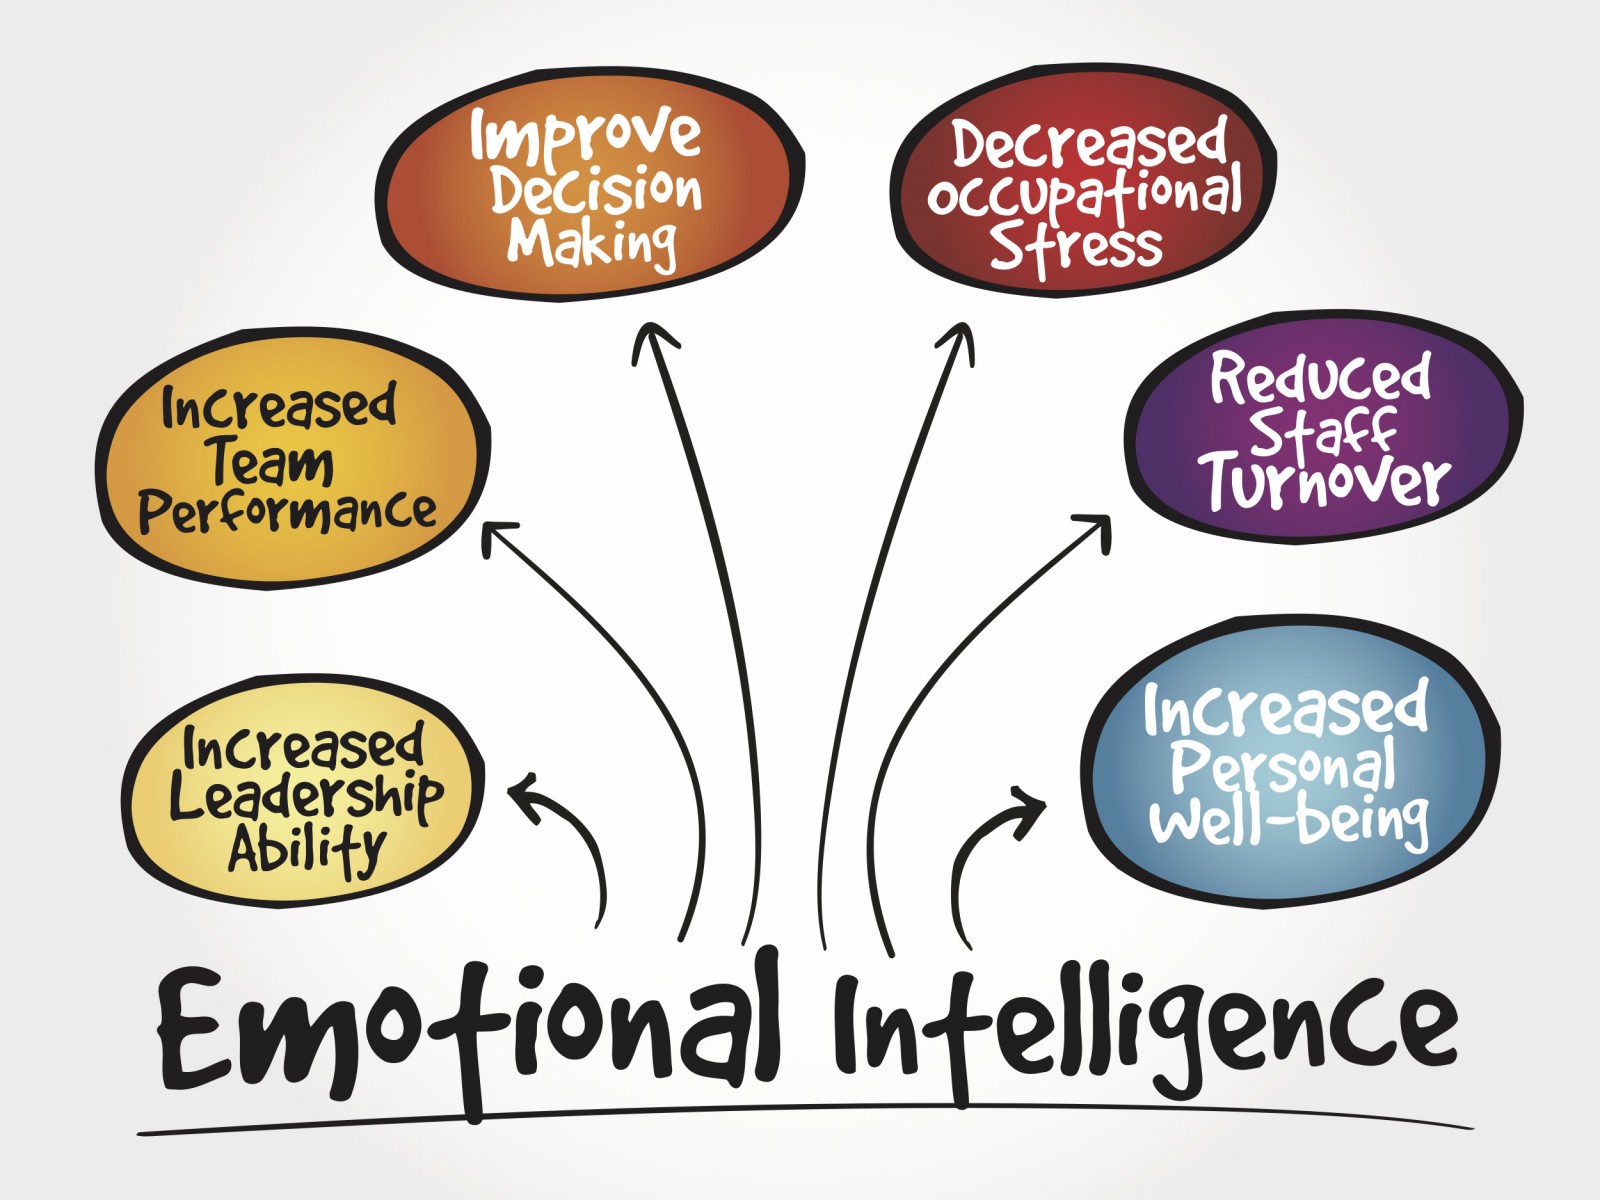 Improve
Decision
Making
Decreased
occupational
Stress
Increased
Team
Performance
Reduced
Staff
Turnover
Increased
Leadership
Ability
Increased
Personal
Well-being
Emotional Intelligence